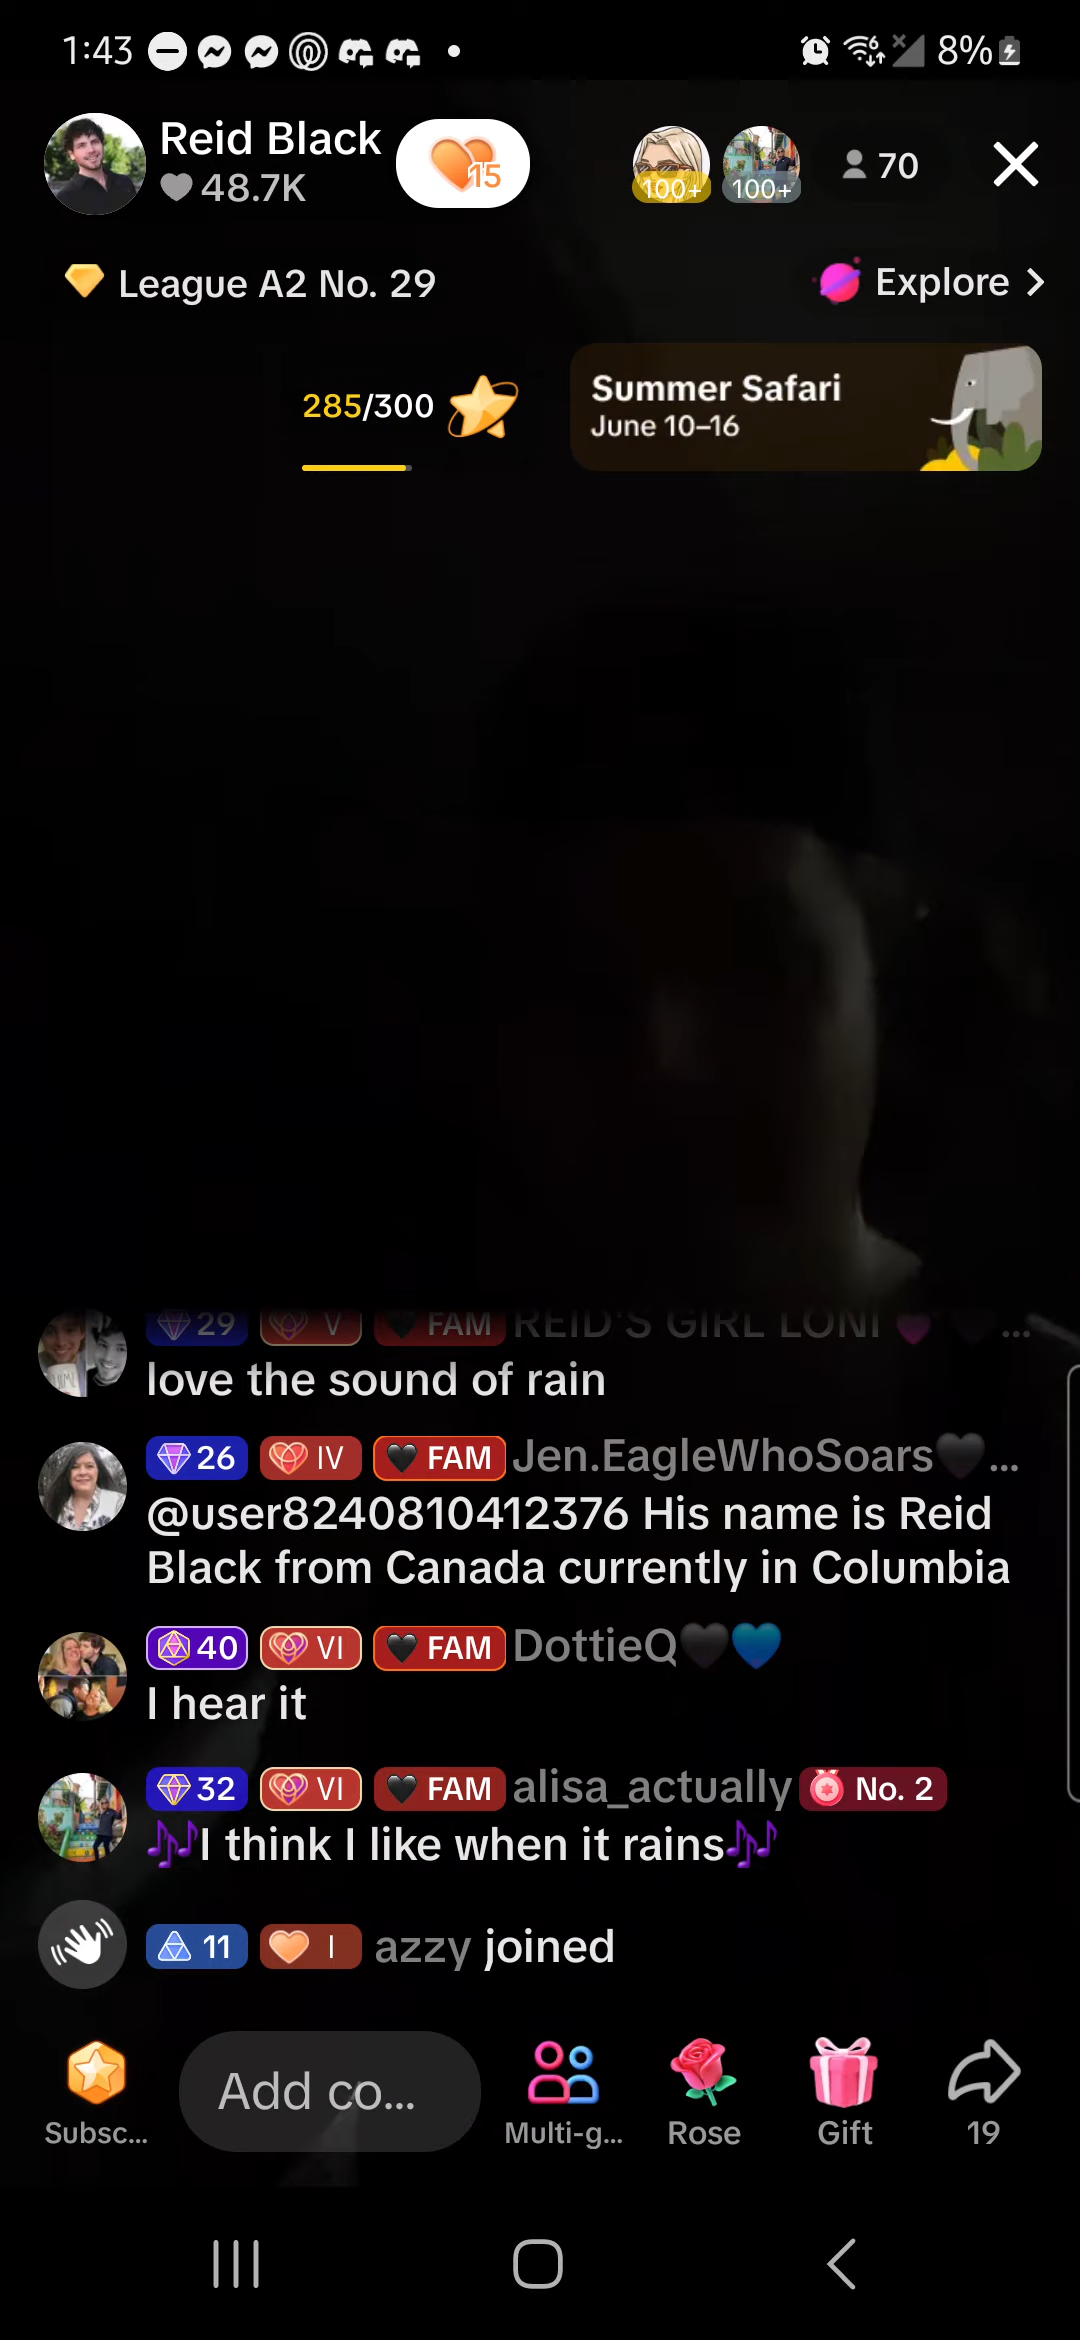 1:43
8%
Reid Black
48.7K
15
100+
100+
70
League A2 No. 29
Explore
285/300
Summer Safari
June 10–16
29 V FAM REID'S GIRL LONI ...
love the sound of rain
26 IV FAM Jen.EagleWhoSoars🖤...
@user8240810412376 His name is Reid
Black from Canada currently in Columbia
40 VI FAM DottieQ🖤💙
I hear it
32 VI FAM alisa_actually No. 2
🎶I think I like when it rains🎶
11 I azzy joined
Add co...
Subsc...
Multi-g...
Rose
Gift
19